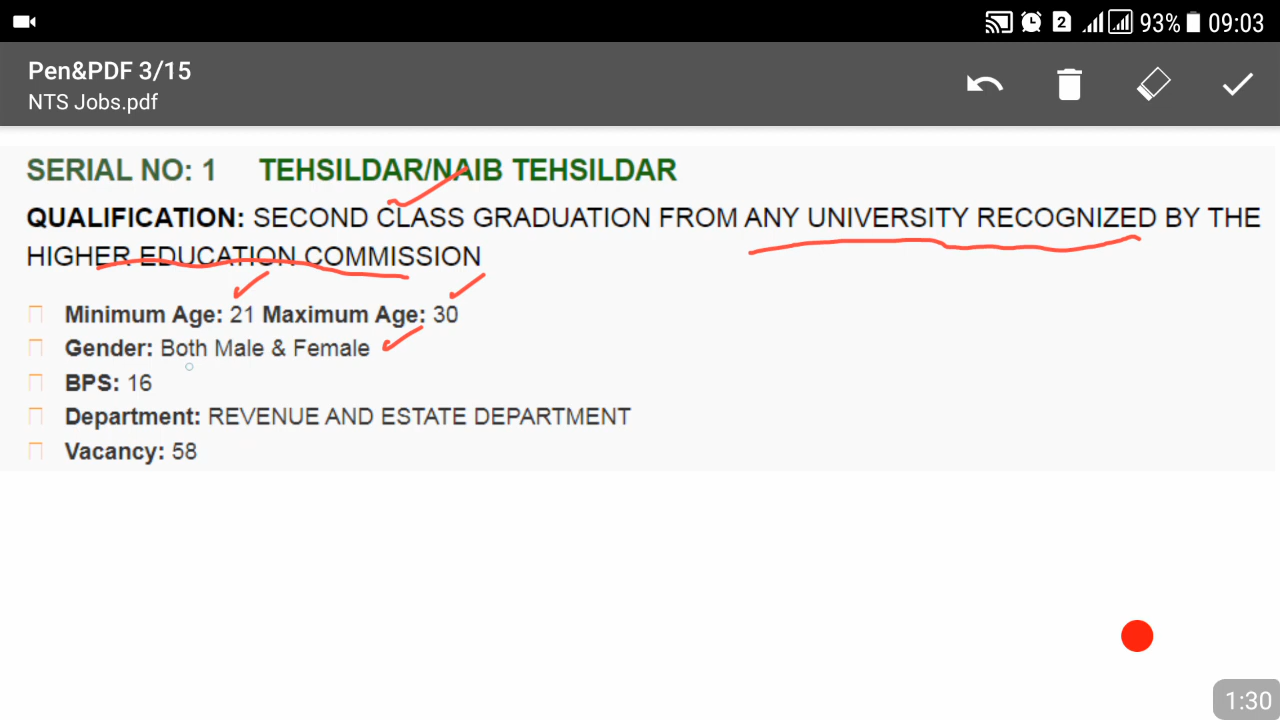 2 93% 09:03
Pen&PDF 3/15
NTS Jobs.pdf
SERIAL NO: 1 TEHSILDAR/NAIB TEHSILDAR
QUALIFICATION: SECOND CLASS GRADUATION FROM ANY UNIVERSITY RECOGNIZED BY THE
HIGHER EDUCATION COMMISSION
Minimum Age: 21 Maximum Age: 30
Gender: Both Male & Female
BPS: 16
Department: REVENUE AND ESTATE DEPARTMENT
Vacancy: 58
1:30